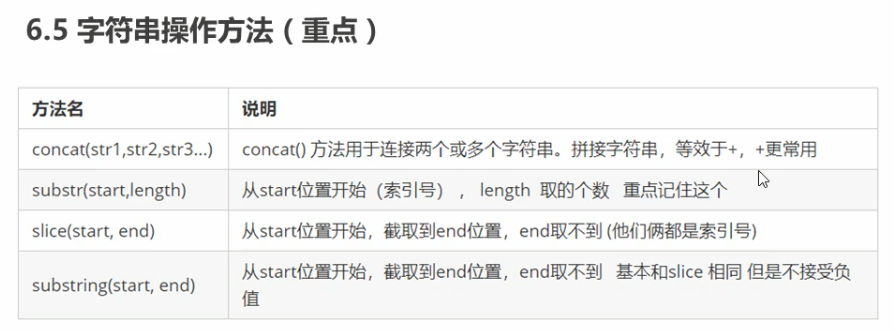 6.5 字符串操作方法（重点）
方法名 说明
concat(str1,str2,str3...) concat() 方法用于连接两个或多个字符串。拼接字符串，等效于+，+更常用
substr(start,length) 从start位置开始（索引号） ， length 取的个数 重点记住这个
slice(start, end) 从start位置开始，截取到end位置，end取不到 (他们俩都是索引号)
substring(start, end) 从start位置开始，截取到end位置，end取不到 基本和slice 相同 但是不接受负
值